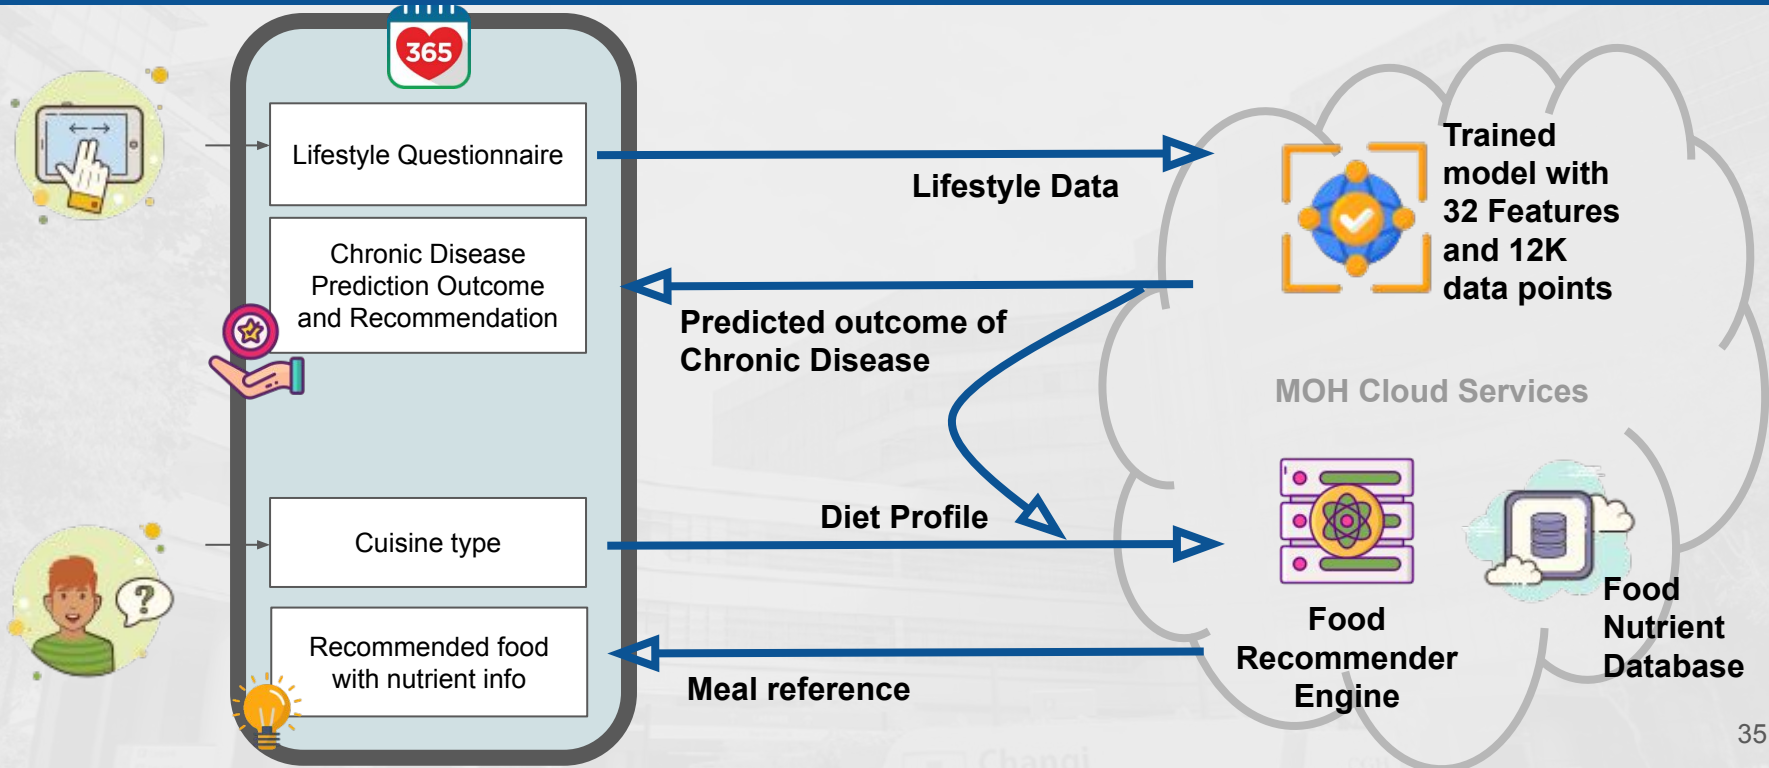 365
Lifestyle Questionnaire
Lifestyle Data
Trained
model with
32 Features
and 12K
data points
Chronic Disease
Prediction Outcome
and Recommendation
Predicted outcome of
Chronic Disease
MOH Cloud Services
Cuisine type
Diet Profile
?
Recommended food
with nutrient info
Meal reference
Food
Recommender
Engine
Food
Nutrient
Database
35
Changi